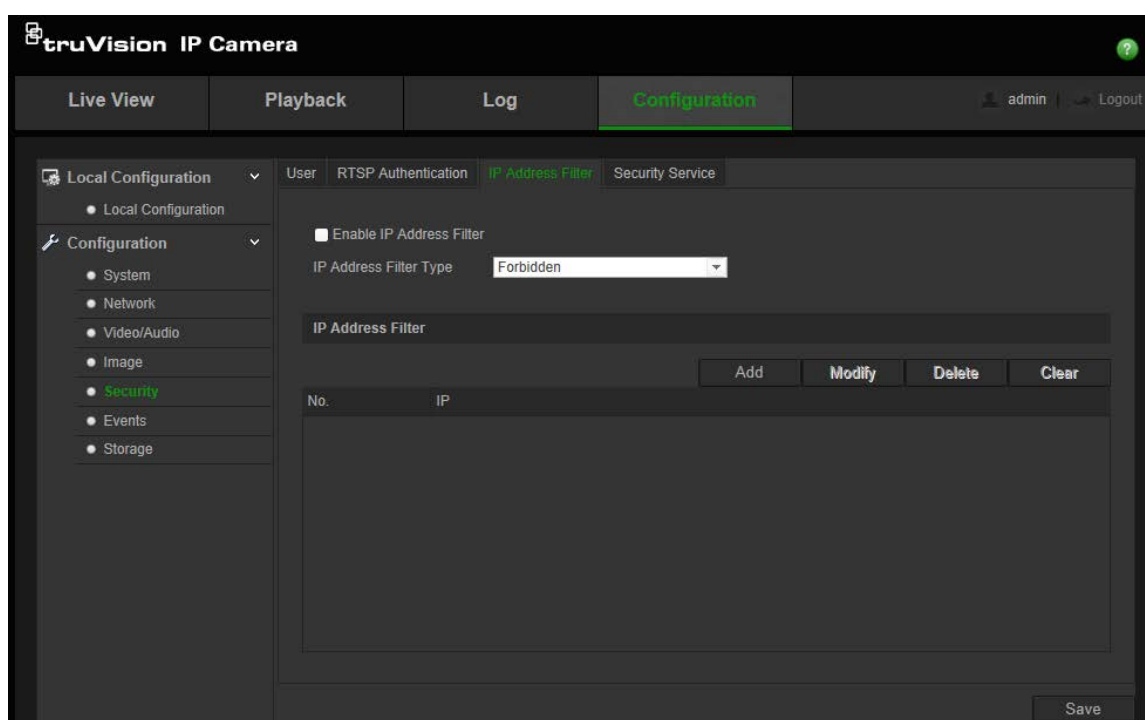 truVision IP Camera
?
Live View Playback Log Configuration admin Logout
Local Configuration
Local Configuration
Configuration
System
Network
Video/Audio
Image
Security
Events
Storage
User RTSP Authentication IP Address Filter Security Service
Enable IP Address Filter
IP Address Filter Type Forbidden
IP Address Filter
Add Modify Delete Clear
No. IP
Save